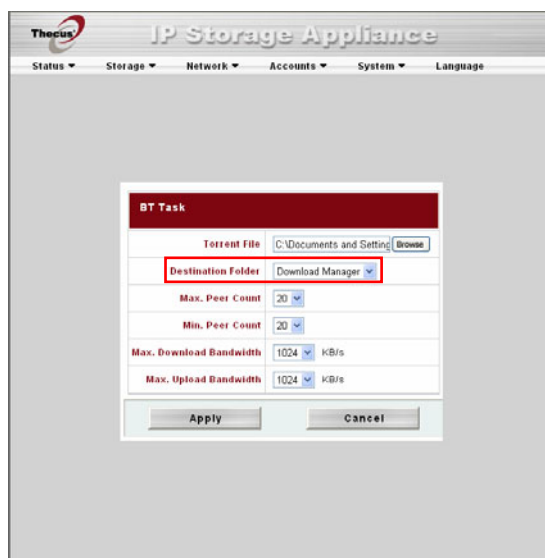 Thecus
IP Storage Appliance
Status Storage Network Accounts System Language
BT Task
Torrent File C:\Documents and Setting Browse
Destination Folder Download Manager
Max. Peer Count 20
Min. Peer Count 20
Max. Download Bandwidth 1024 KB/s
Max. Upload Bandwidth 1024 KB/s
Apply Cancel